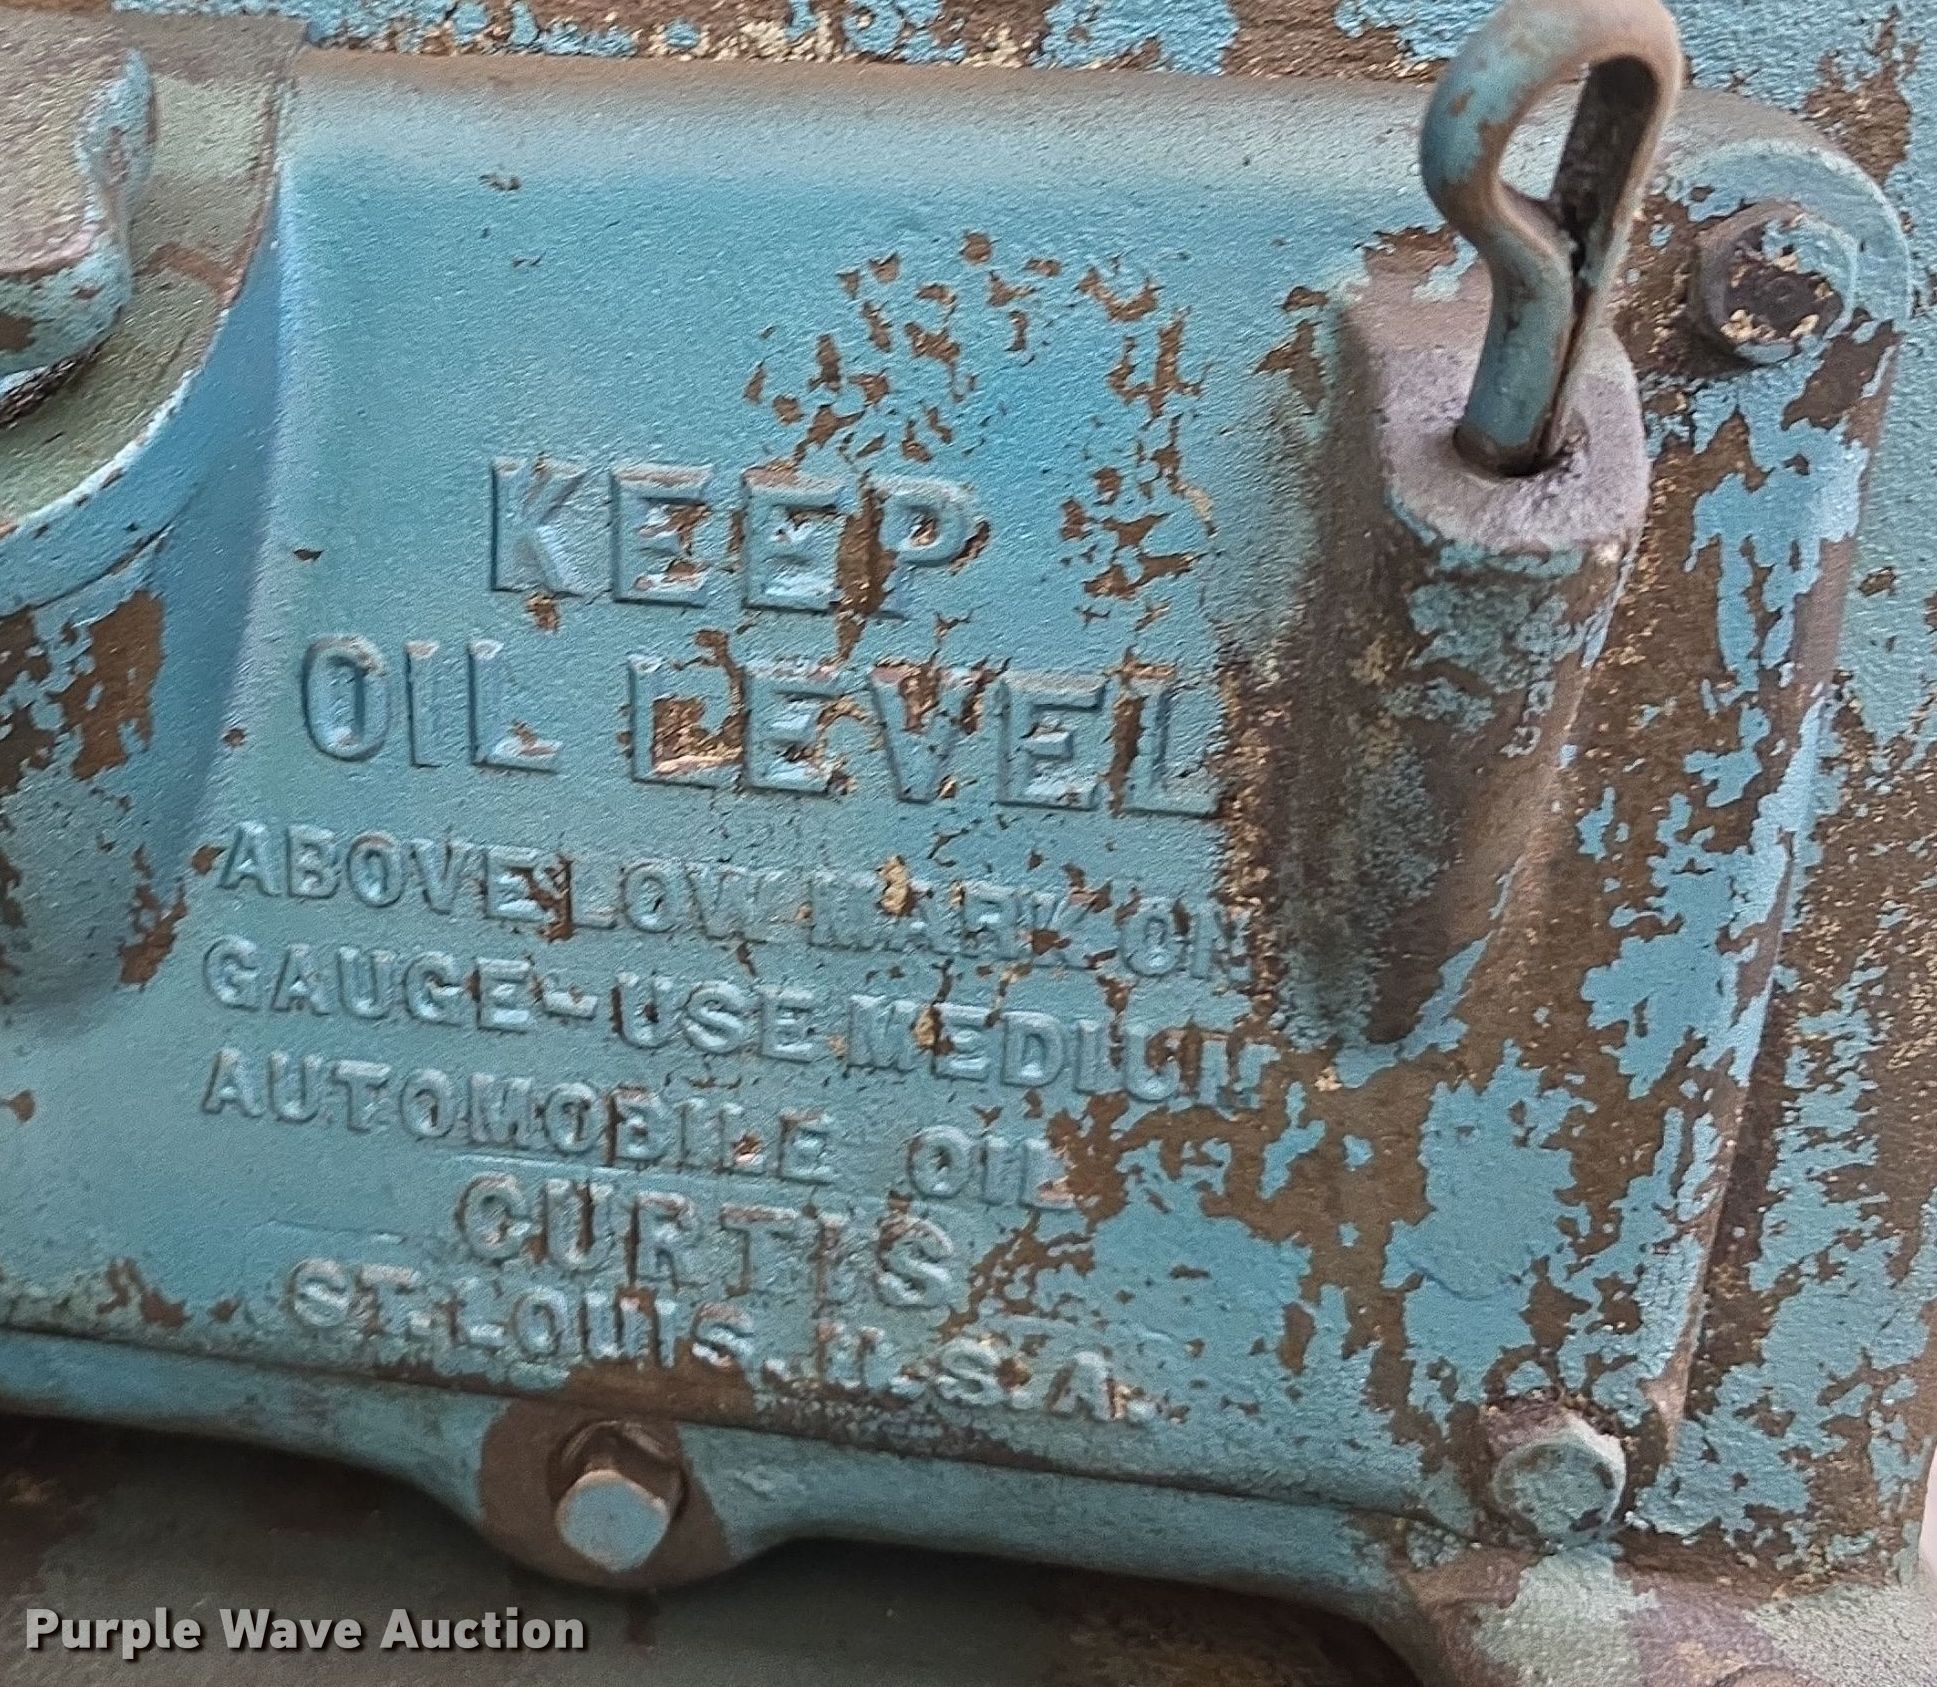 KEEP
OIL LEVEL
ABOVE LOW MARK ON
GAUGE-USE MEDIUM
AUTOMOBILE OIL
CURTIS
ST.LOUIS.U.S.A.
Purple Wave Auction